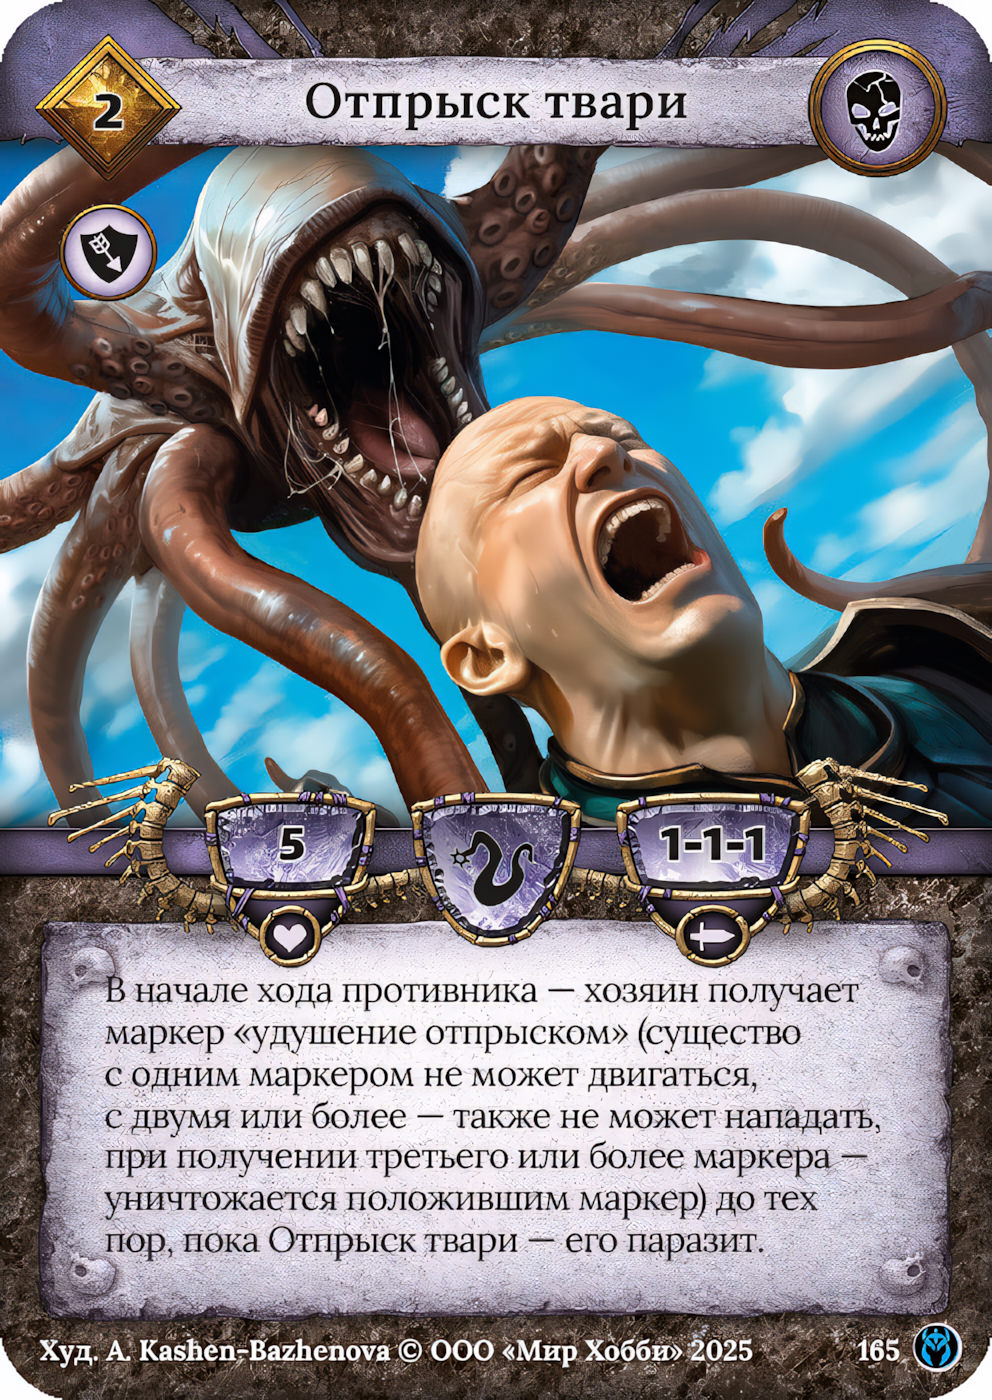 2
Отпрыск твари
5
1-1-1
В начале хода противника — хозяин получает
маркер «удушение отпрыском» (существо
с одним маркером не может двигаться,
с двумя или более — также не может нападать,
при получении третьего или более маркера —
уничтожается положившим маркер) до тех
пор, пока Отпрыск твари — его паразит.
Худ. А. Kashen-Bazhenova © ООО «Мир Хобби» 2025
165